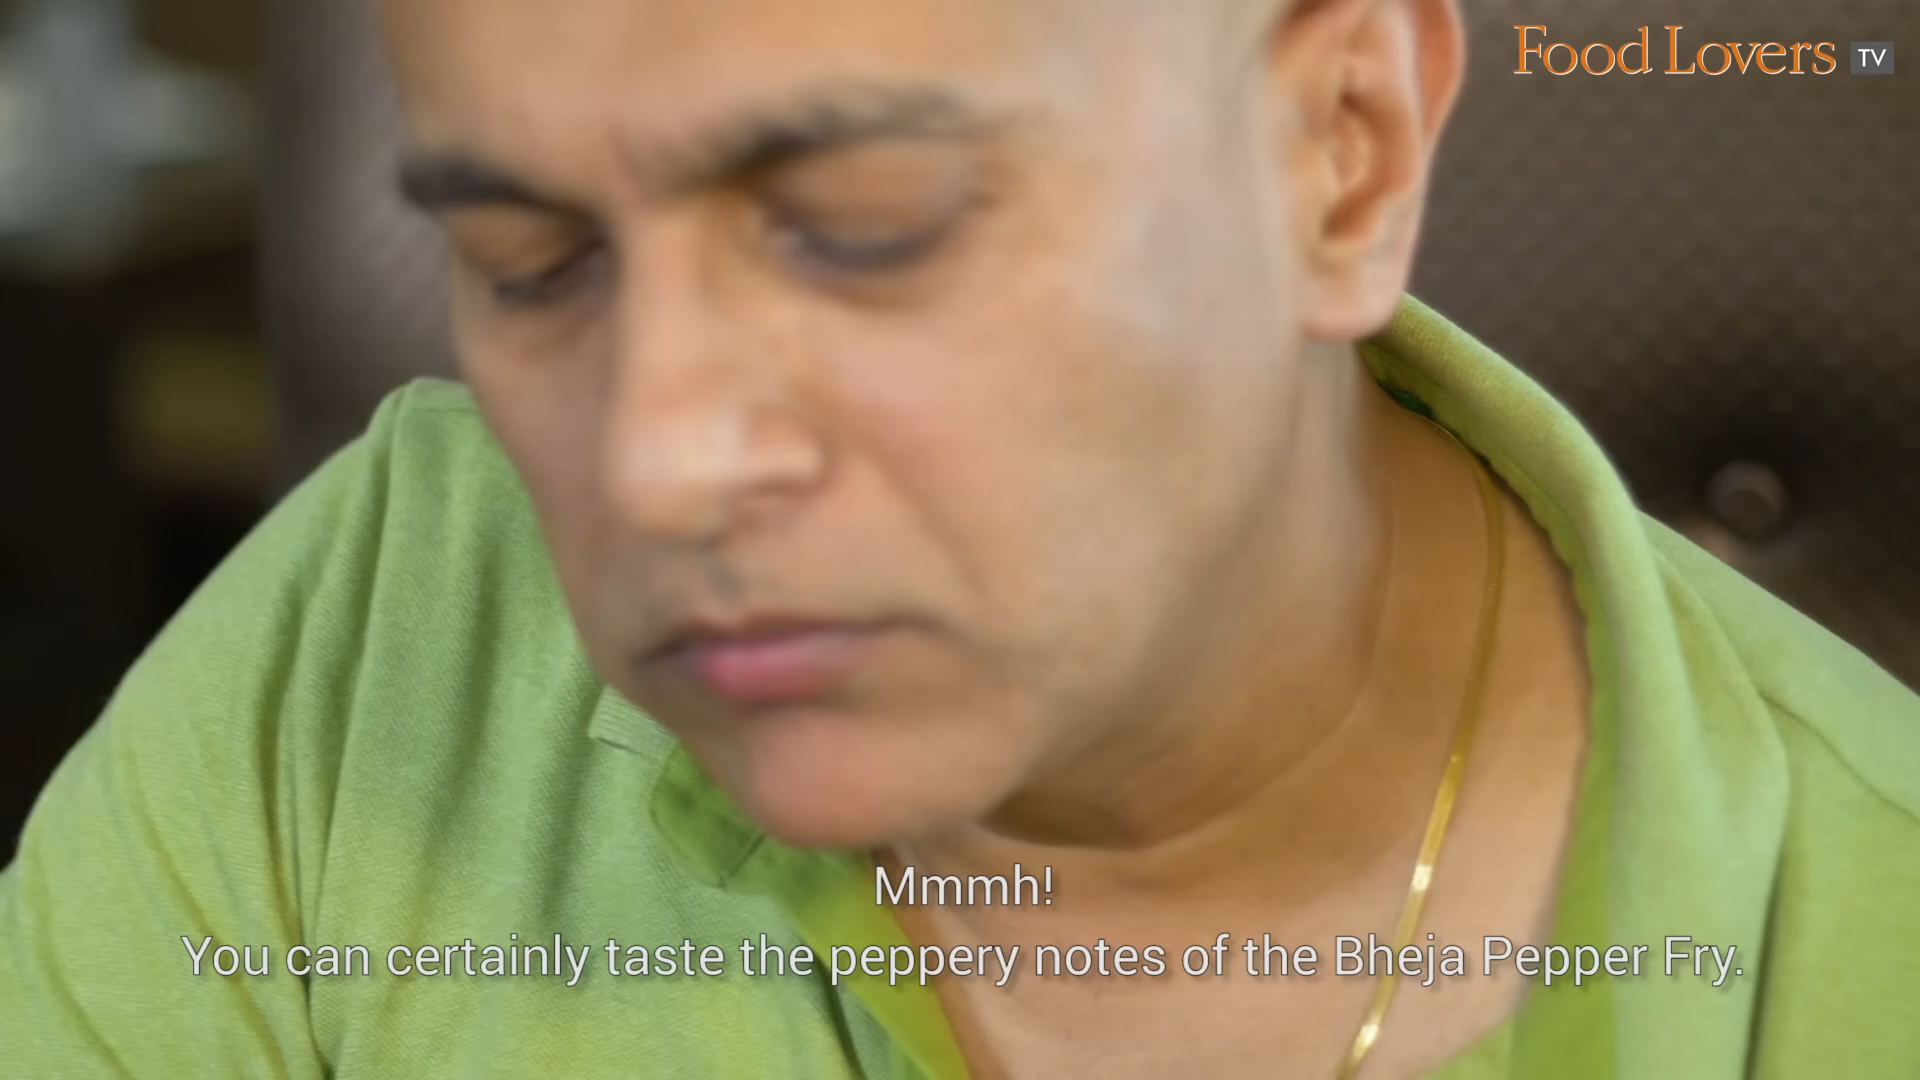 Food Lovers TV
Mmmh!
You can certainly taste the peppery notes of the Bheja Pepper Fry.